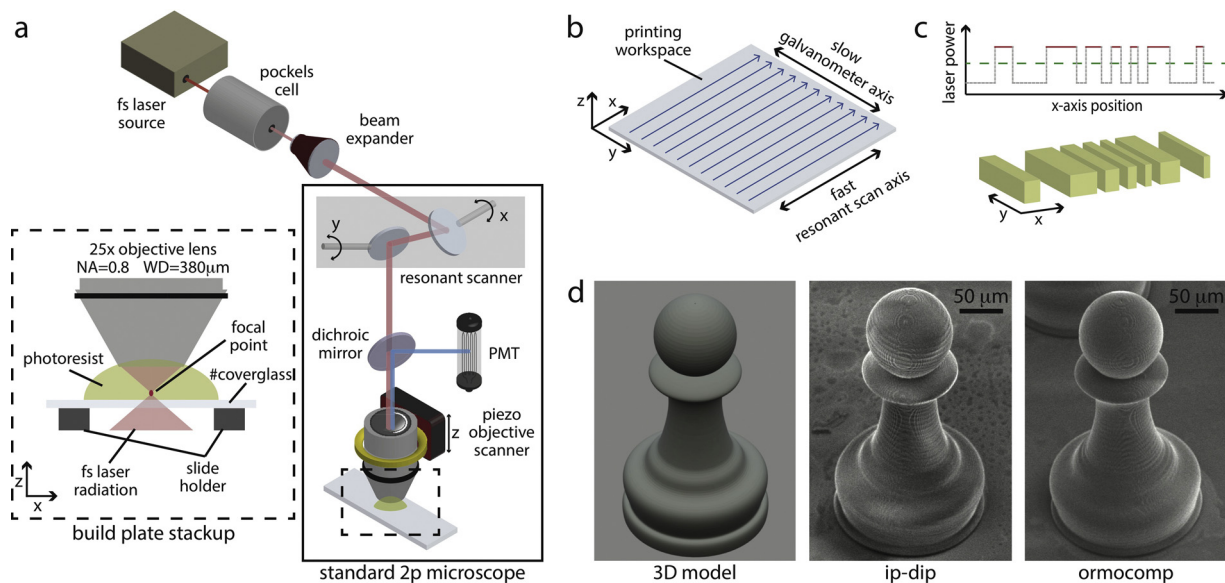 a
fs laser
source
pockels
cell
beam
expander
y
x
resonant scanner
dichroic
mirror
PMT
z
piezo
objective
scanner
standard 2p microscope
25x objective lens
NA=0.8 WD=380μm
focal
point
photoresist
#coverglass
fs laser
radiation
slide
holder
z
x
build plate stackup
b
printing
workspace
slow
galvanometer axis
z
x
y
fast
resonant scan axis
c
laser power
x-axis position
y
x
d
50 μm
50 μm
3D model
ip-dip
ormocomp